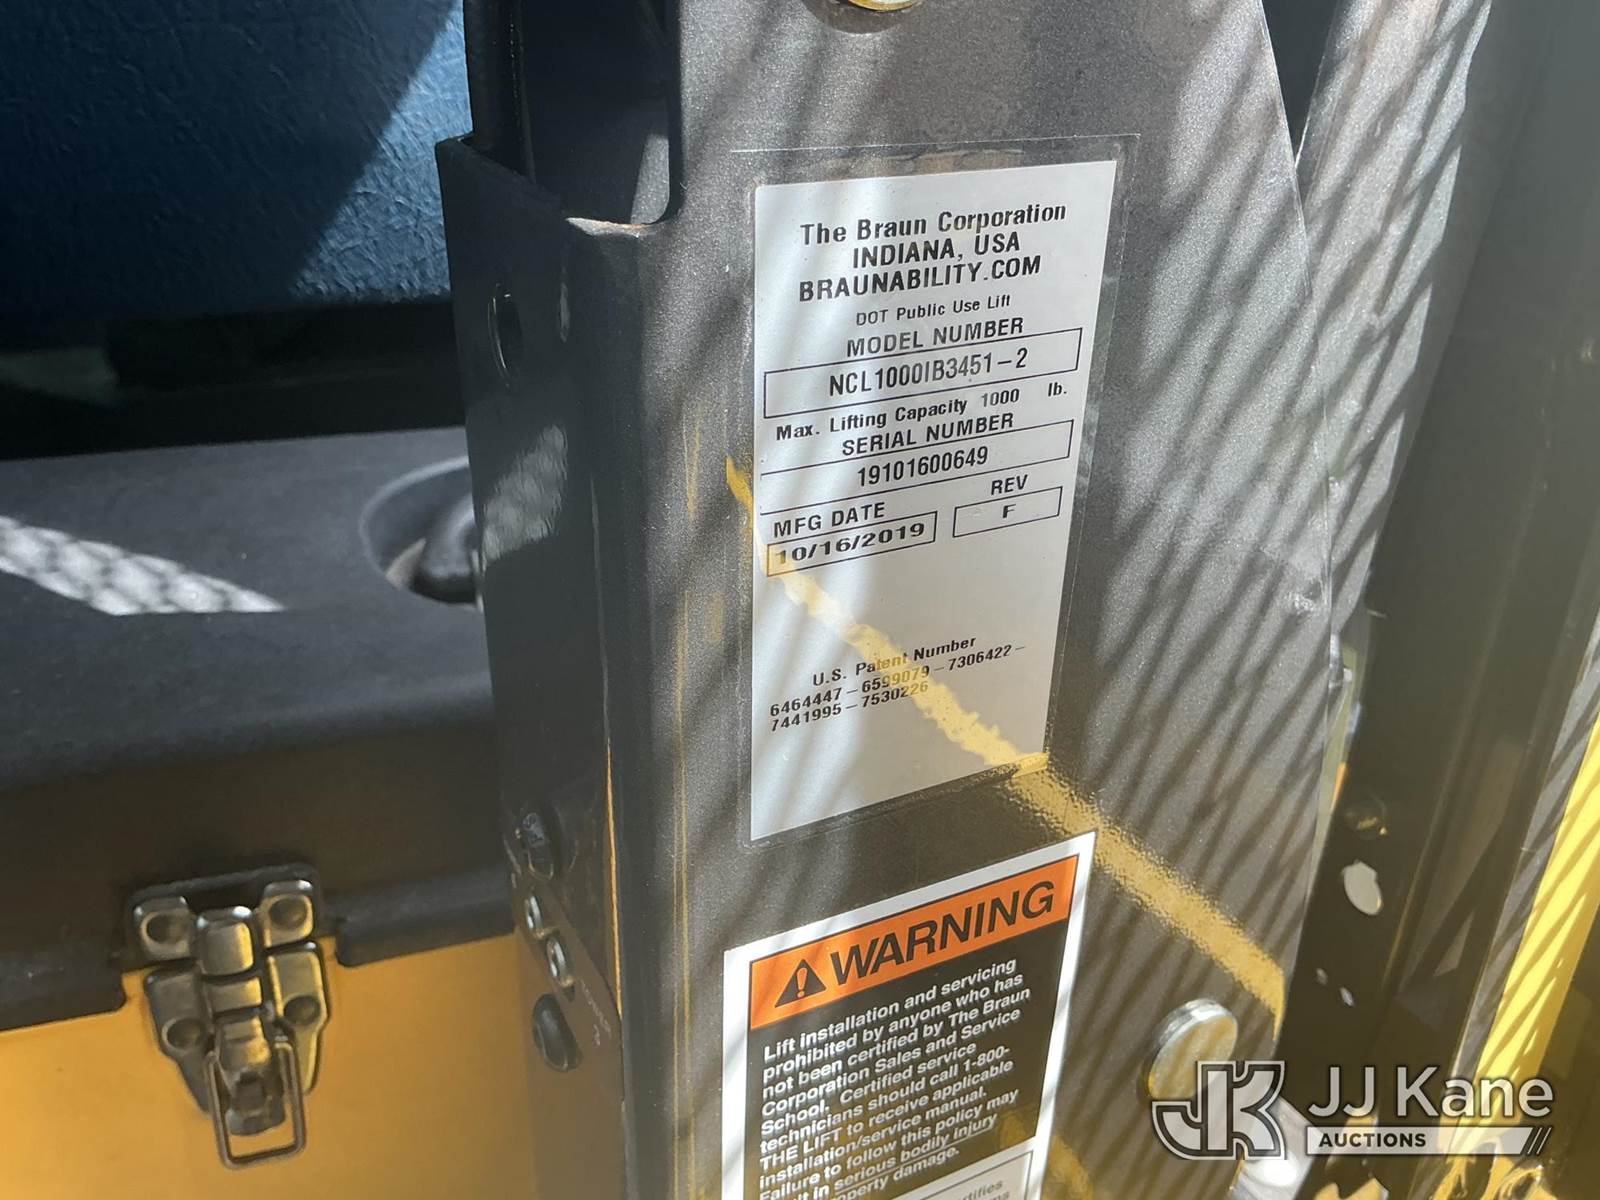 The Braun Corporation
INDIANA, USA
BRAUNABILITY.COM
DOT Public Use Lift
MODEL NUMBER
NCL1000IB3451-2
Max. Lifting Capacity 1000 lb.
SERIAL NUMBER
19101600649
MFG DATE REV
10/16/2019 F
U.S. Patent Number
6464447-6599079-7306422-
7441995-7530226
WARNING
Lift installation and servicing
prohibited by anyone who has
not been certified by The Braun
Corporation Sales and Service
School. Certified service
technicians should call 1-800-
THE LIFT to receive applicable
installation/service manual.
Failure to follow this policy may
in serious bodily injury
property damage.
JK JJ Kane
AUCTIONS